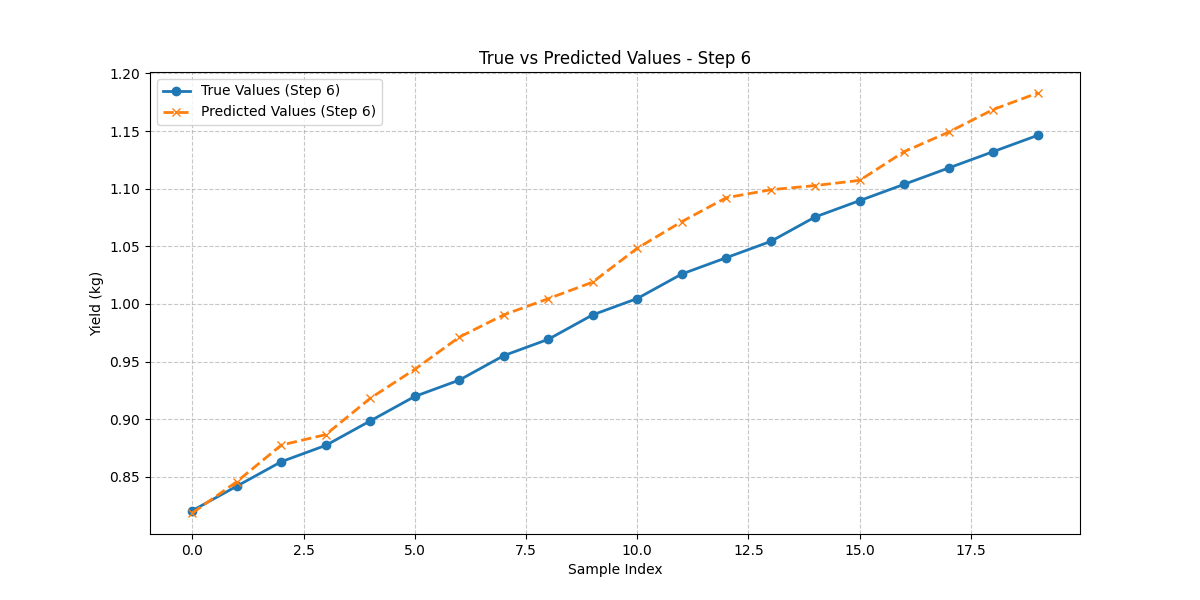 True vs Predicted Values - Step 6
True Values (Step 6)
Predicted Values (Step 6)
Yield (kg)
1.20
1.15
1.10
1.05
1.00
0.95
0.90
0.85
0.0 2.5 5.0 7.5 10.0 12.5 15.0 17.5
Sample Index